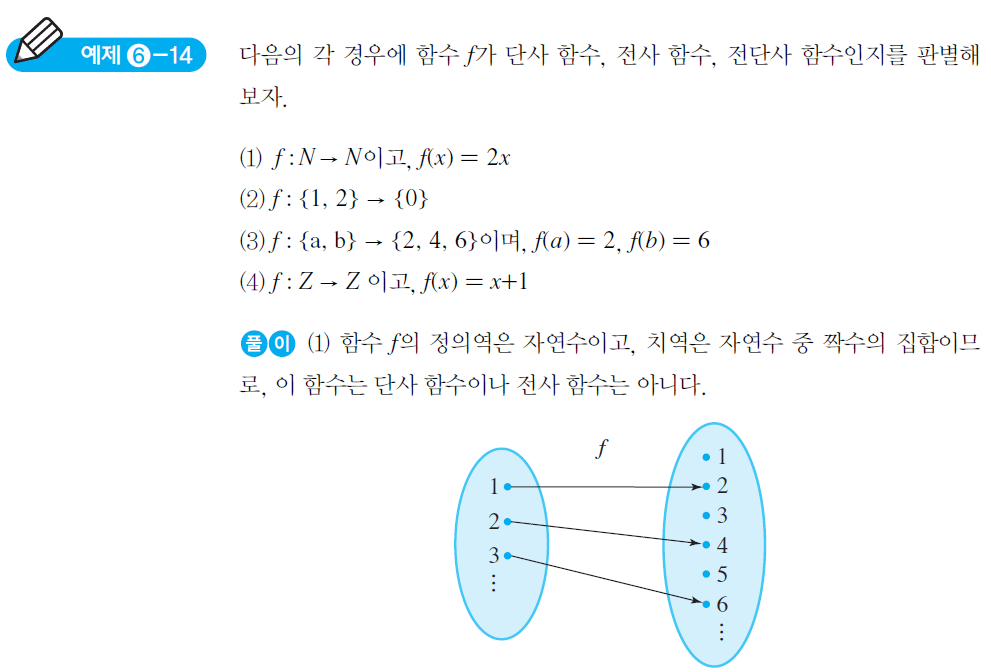 예제 6-14
다음의 각 경우에 함수 f가 단사 함수, 전사 함수, 전단사 함수인지를 판별해
보자.
(1) f : N → N이고, f(x) = 2x
(2) f : {1, 2} → {0}
(3) f : {a, b} → {2, 4, 6}이며, f(a) = 2, f(b) = 6
(4) f : Z → Z 이고, f(x) = x+1
풀이 (1) 함수 f의 정의역은 자연수이고, 치역은 자연수 중 짝수의 집합이므
로, 이 함수는 단사 함수이나 전사 함수는 아니다.
f
1
2
3
⋮
1
2
3
4
5
6
⋮